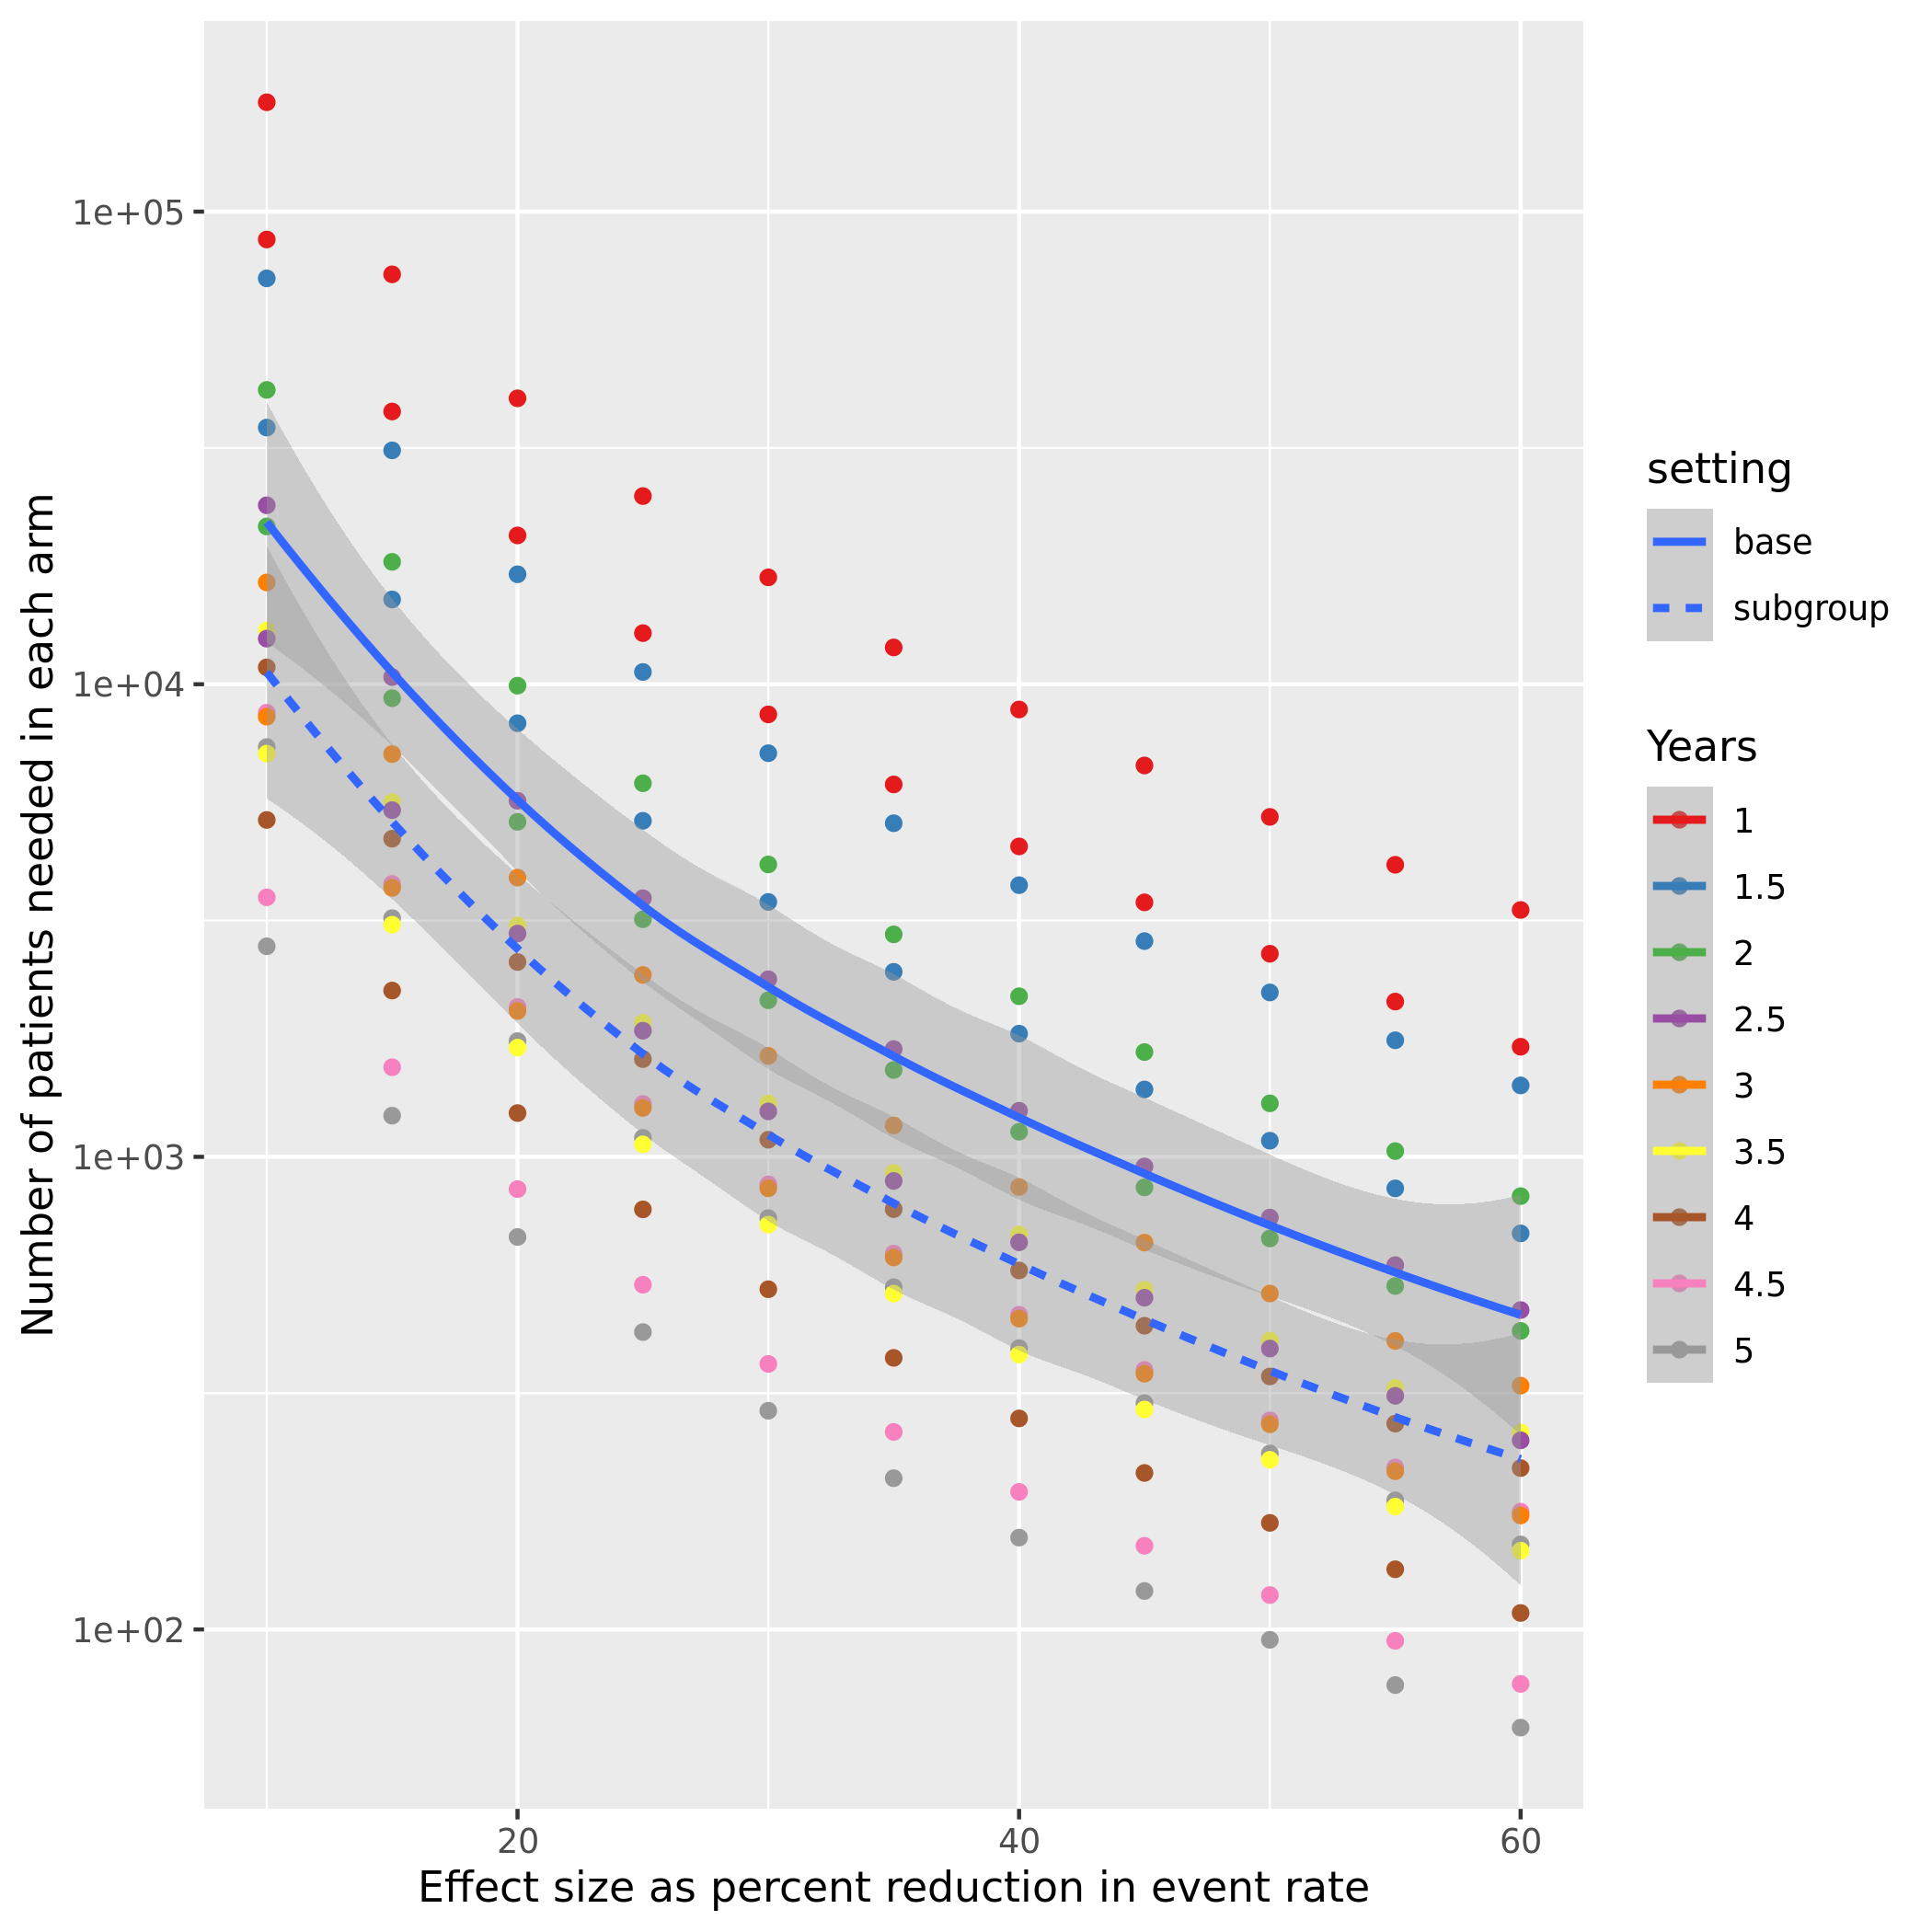 Number of patients needed in each arm
1e+05
1e+04
1e+03
1e+02
20
40
60
Effect size as percent reduction in event rate
setting
base
subgroup
Years
1
1.5
2
2.5
3
3.5
4
4.5
5